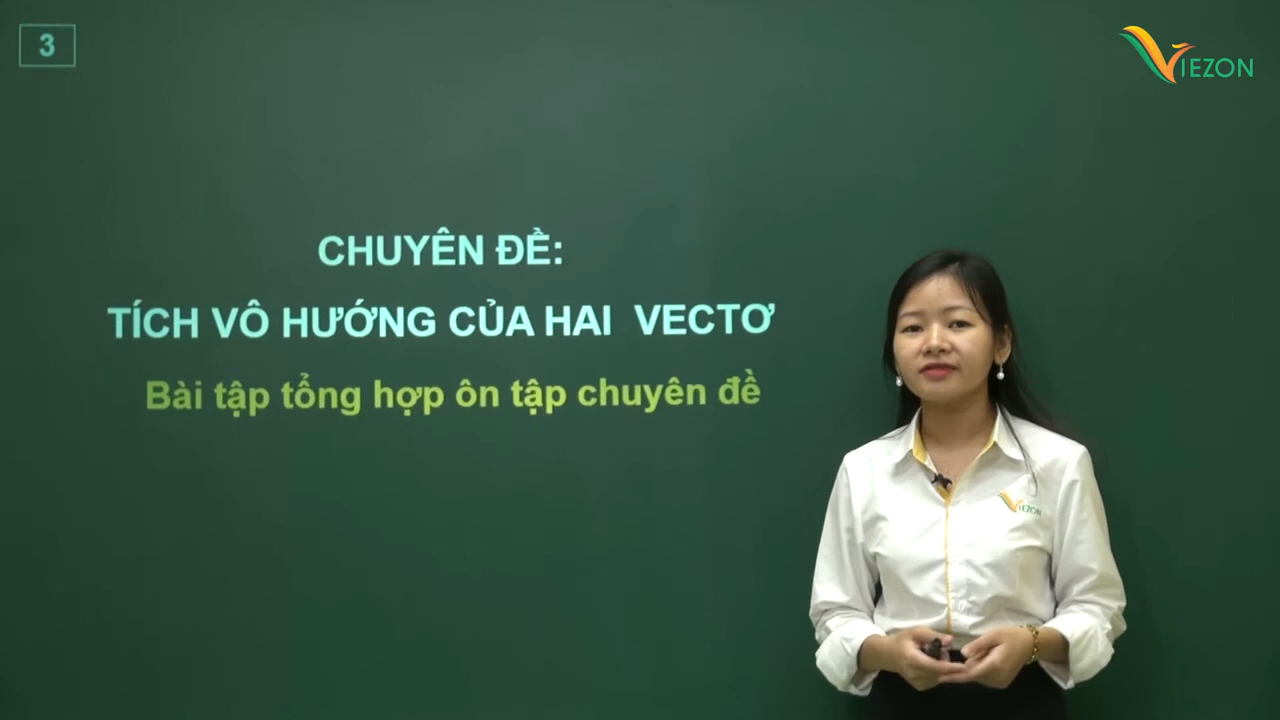 3
VIEZON
CHUYÊN ĐỀ:
TÍCH VÔ HƯỚNG CỦA HAI VECTƠ
Bài tập tổng hợp ôn tập chuyên đề
VIEZON